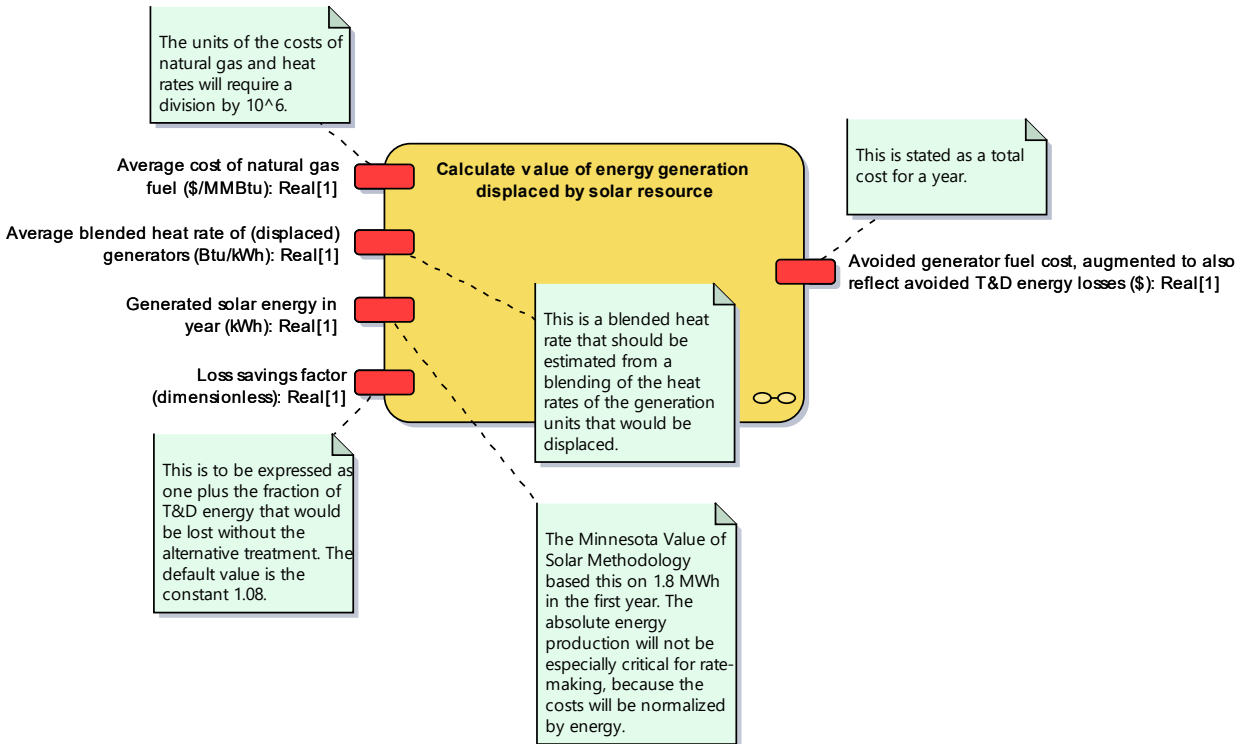 The units of the costs of
natural gas and heat
rates will require a
division by 10^6.
Average cost of natural gas
fuel ($/MMBtu): Real[1]
Average blended heat rate of (displaced)
generators (Btu/kWh): Real[1]
Generated solar energy in
year (kWh): Real[1]
Loss savings factor
(dimensionless): Real[1]
Calculate value of energy generation
displaced by solar resource
This is stated as a total
cost for a year.
Avoided generator fuel cost, augmented to also
reflect avoided T&D energy losses ($): Real[1]
This is a blended heat
rate that should be
estimated from a
blending of the heat
rates of the generation
units that would be
displaced.
This is to be expressed as
one plus the fraction of
T&D energy that would
be lost without the
alternative treatment. The
default value is the
constant 1.08.
The Minnesota Value of
Solar Methodology
based this on 1.8 MWh
in the first year. The
absolute energy
production will not be
especially critical for rate-
making, because the
costs will be normalized
by energy.